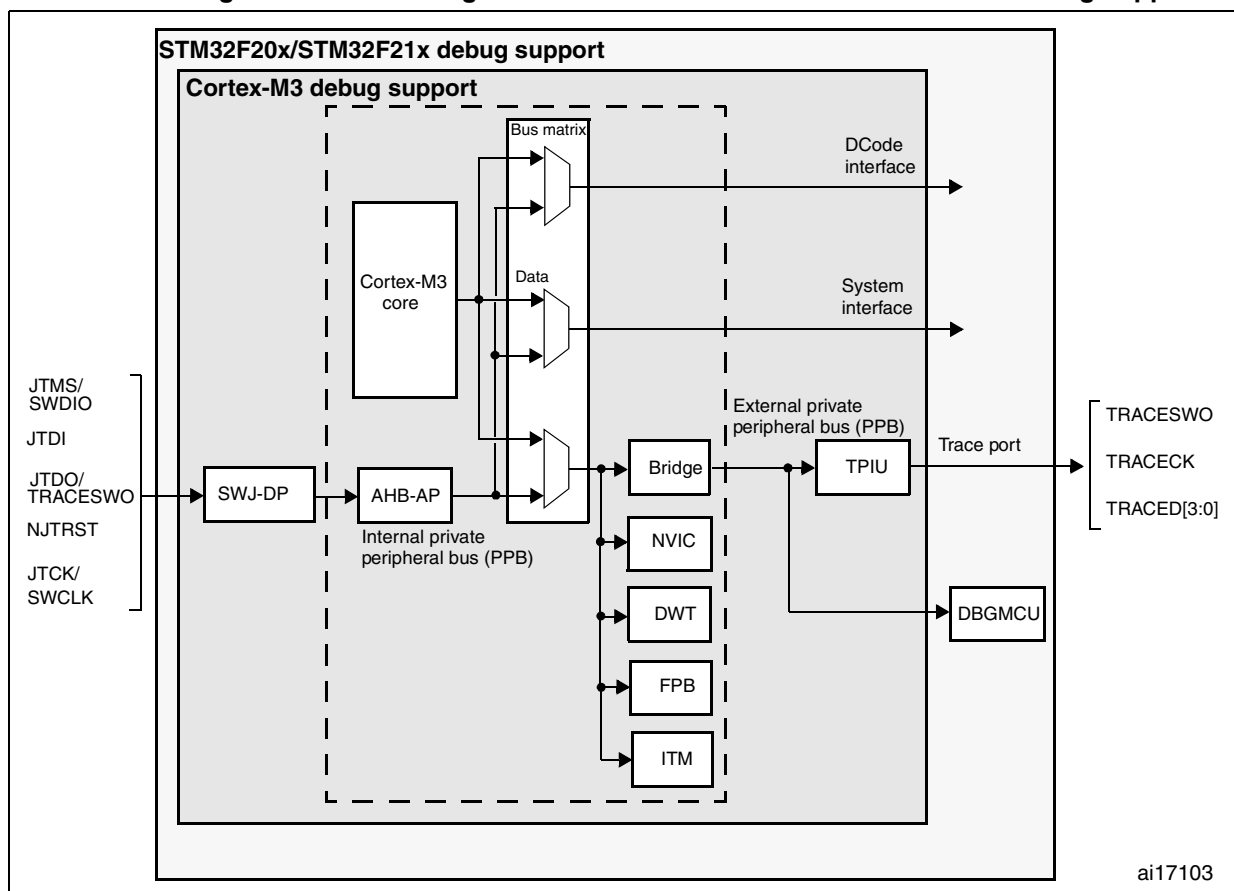 STM32F20x/STM32F21x debug support
Cortex-M3 debug support
Bus matrix
DCode
interface
Cortex-M3
core
Data
System
interface
JTMS/
SWDIO
JTDI
JTDO/
TRACESWO
NJTRST
JTCK/
SWCLK
SWJ-DP
AHB-AP
Internal private
peripheral bus (PPB)
External private
peripheral bus (PPB)
Bridge
TPIU
Trace port
TRACESWO
TRACECK
TRACED[3:0]
NVIC
DWT
FPB
ITM
DBGMCU
ai17103